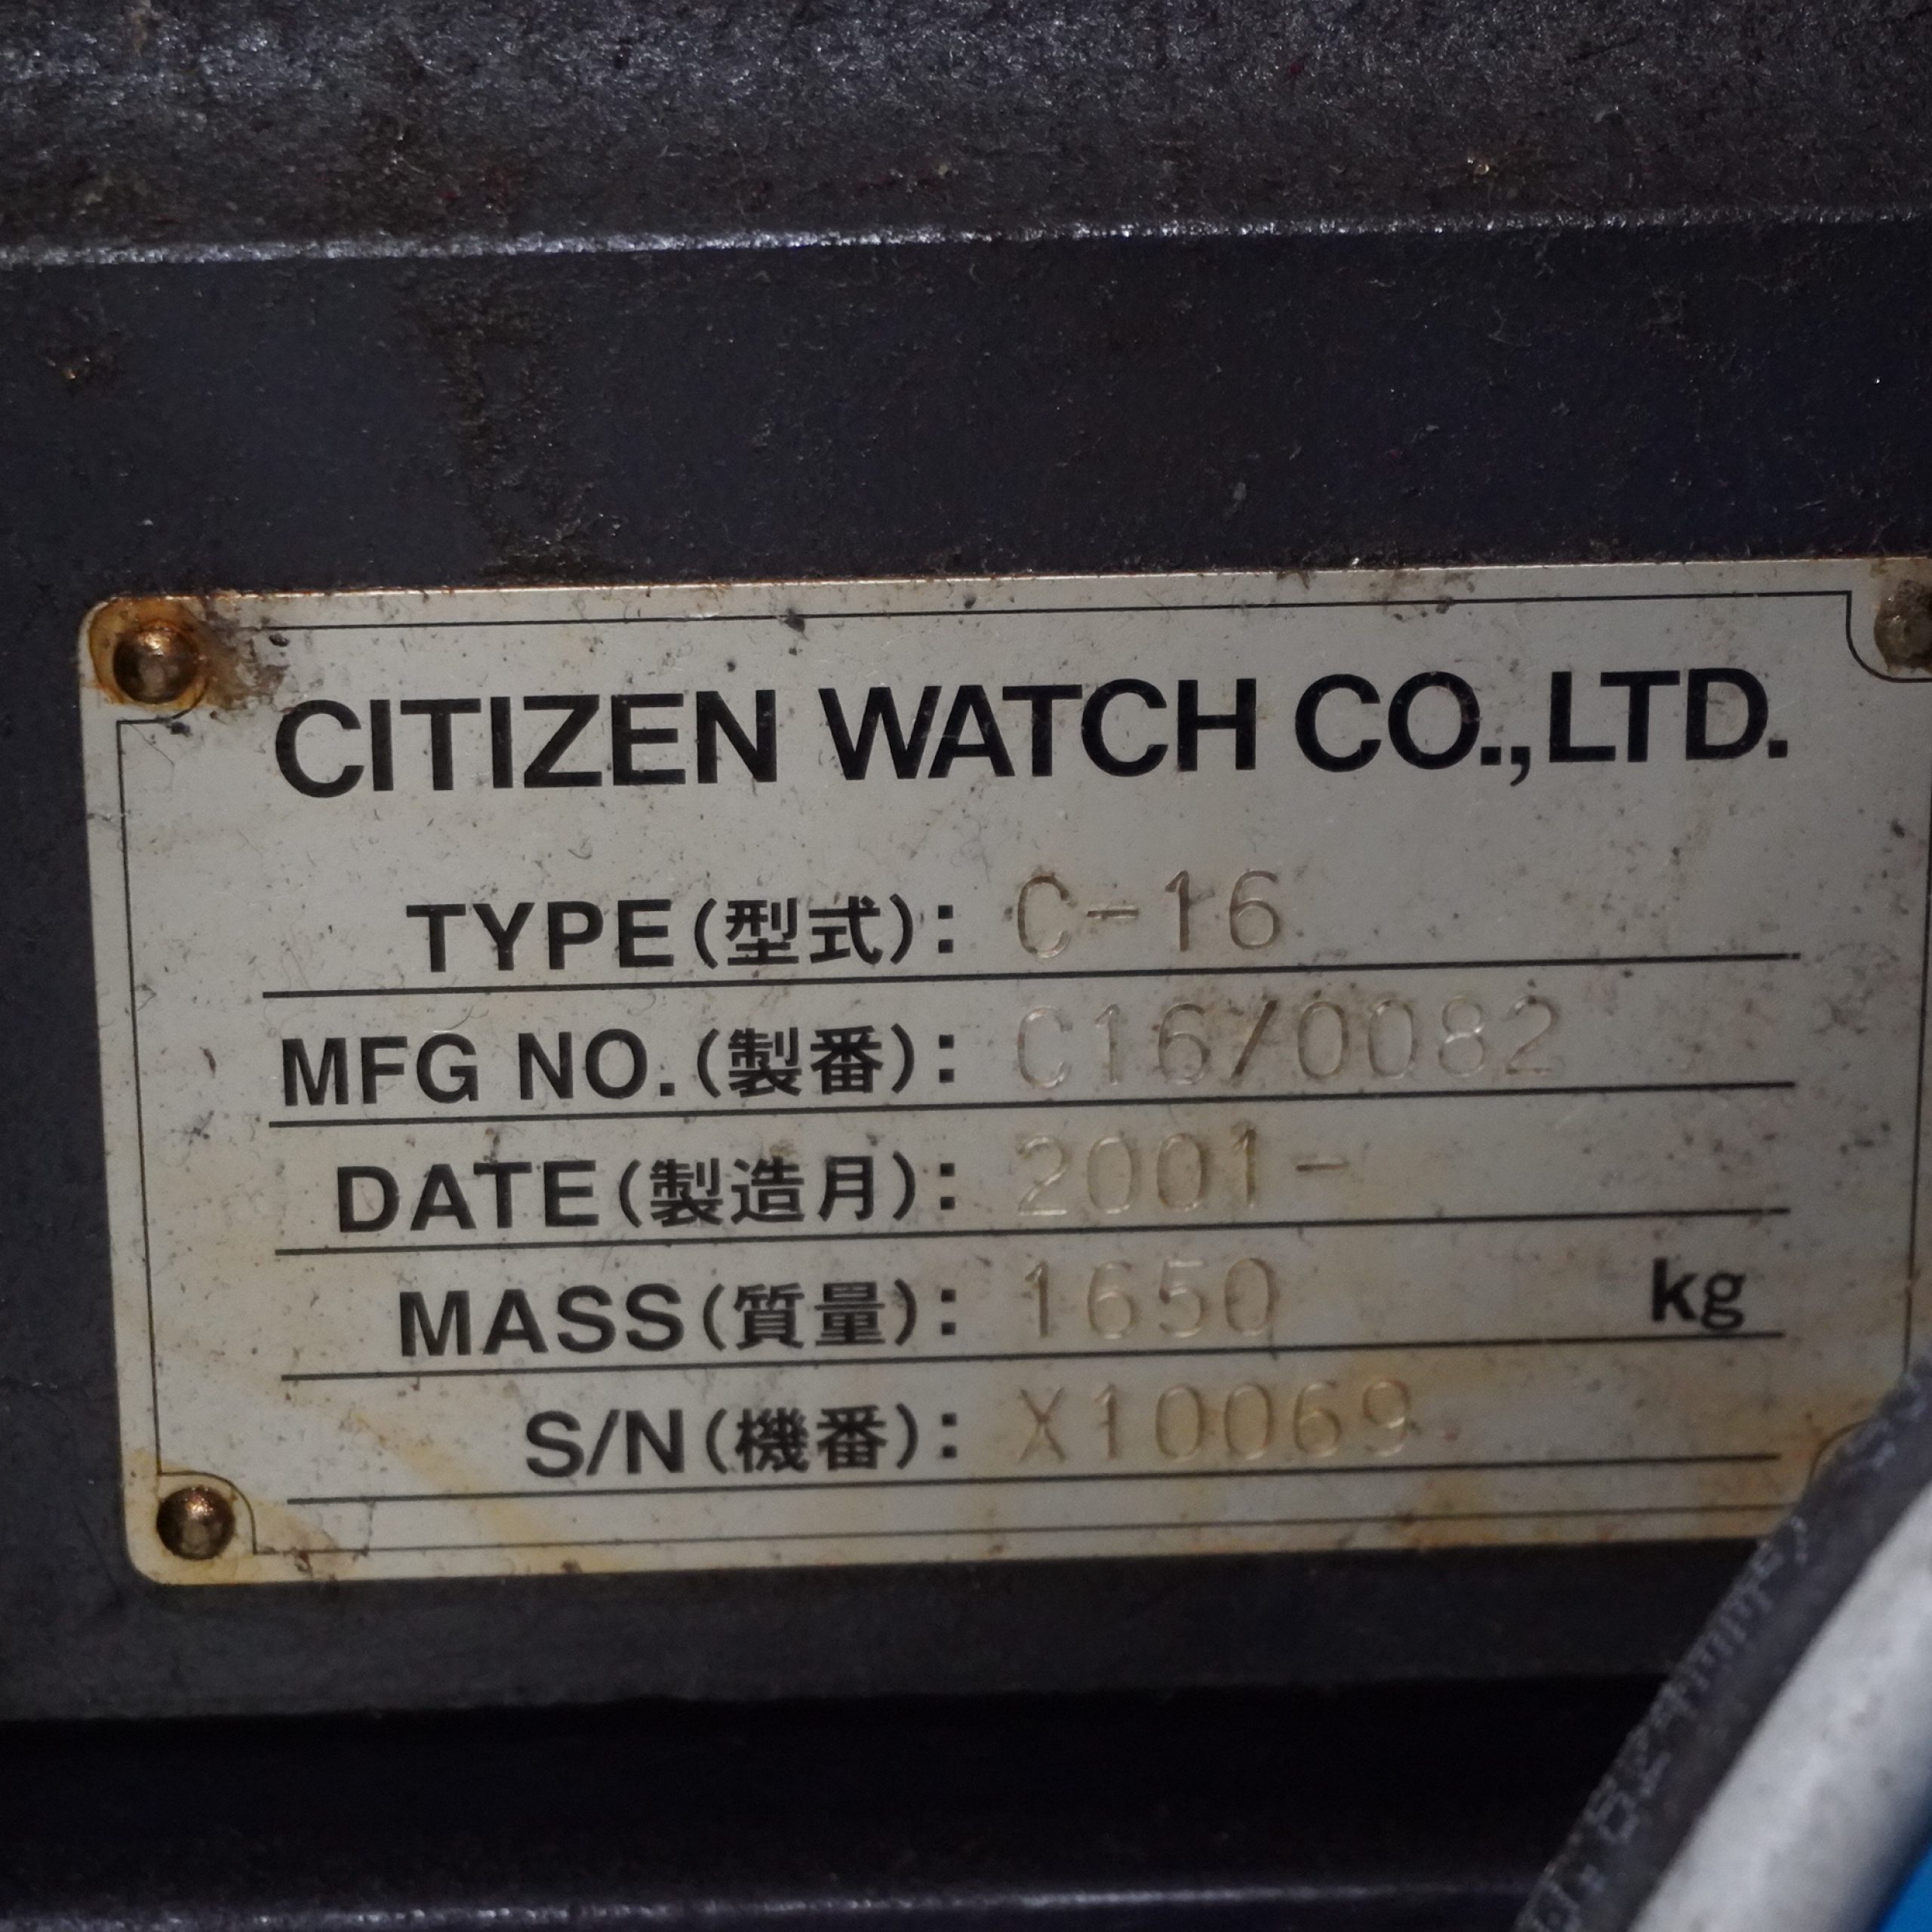 CITIZEN WATCH CO.,LTD.
TYPE(型式): C-16
MFG NO.(製番): C16/0082
DATE(製造月): 2001-
MASS(質量): 1650 kg
S/N(機番): X10069